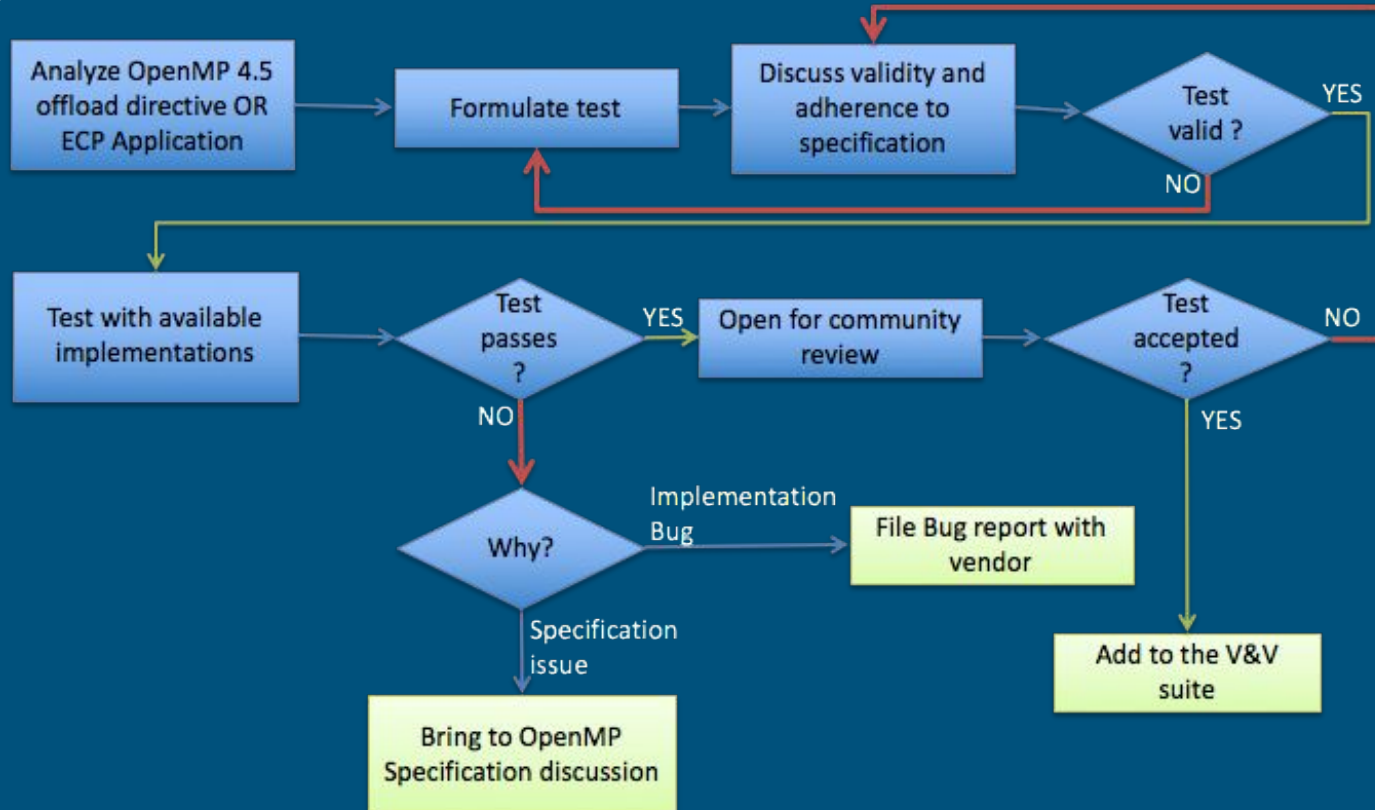 Analyze OpenMP 4.5
offload directive OR
ECP Application
Formulate test
Discuss validity and
adherence to
specification
Test
valid ?
YES
NO
Test with available
implementations
Test
passes
?
YES
Open for community
review
Test
accepted
?
NO
NO
YES
Why?
Implementation
Bug
File Bug report with
vendor
Specification
issue
Add to the V&V
suite
Bring to OpenMP
Specification discussion